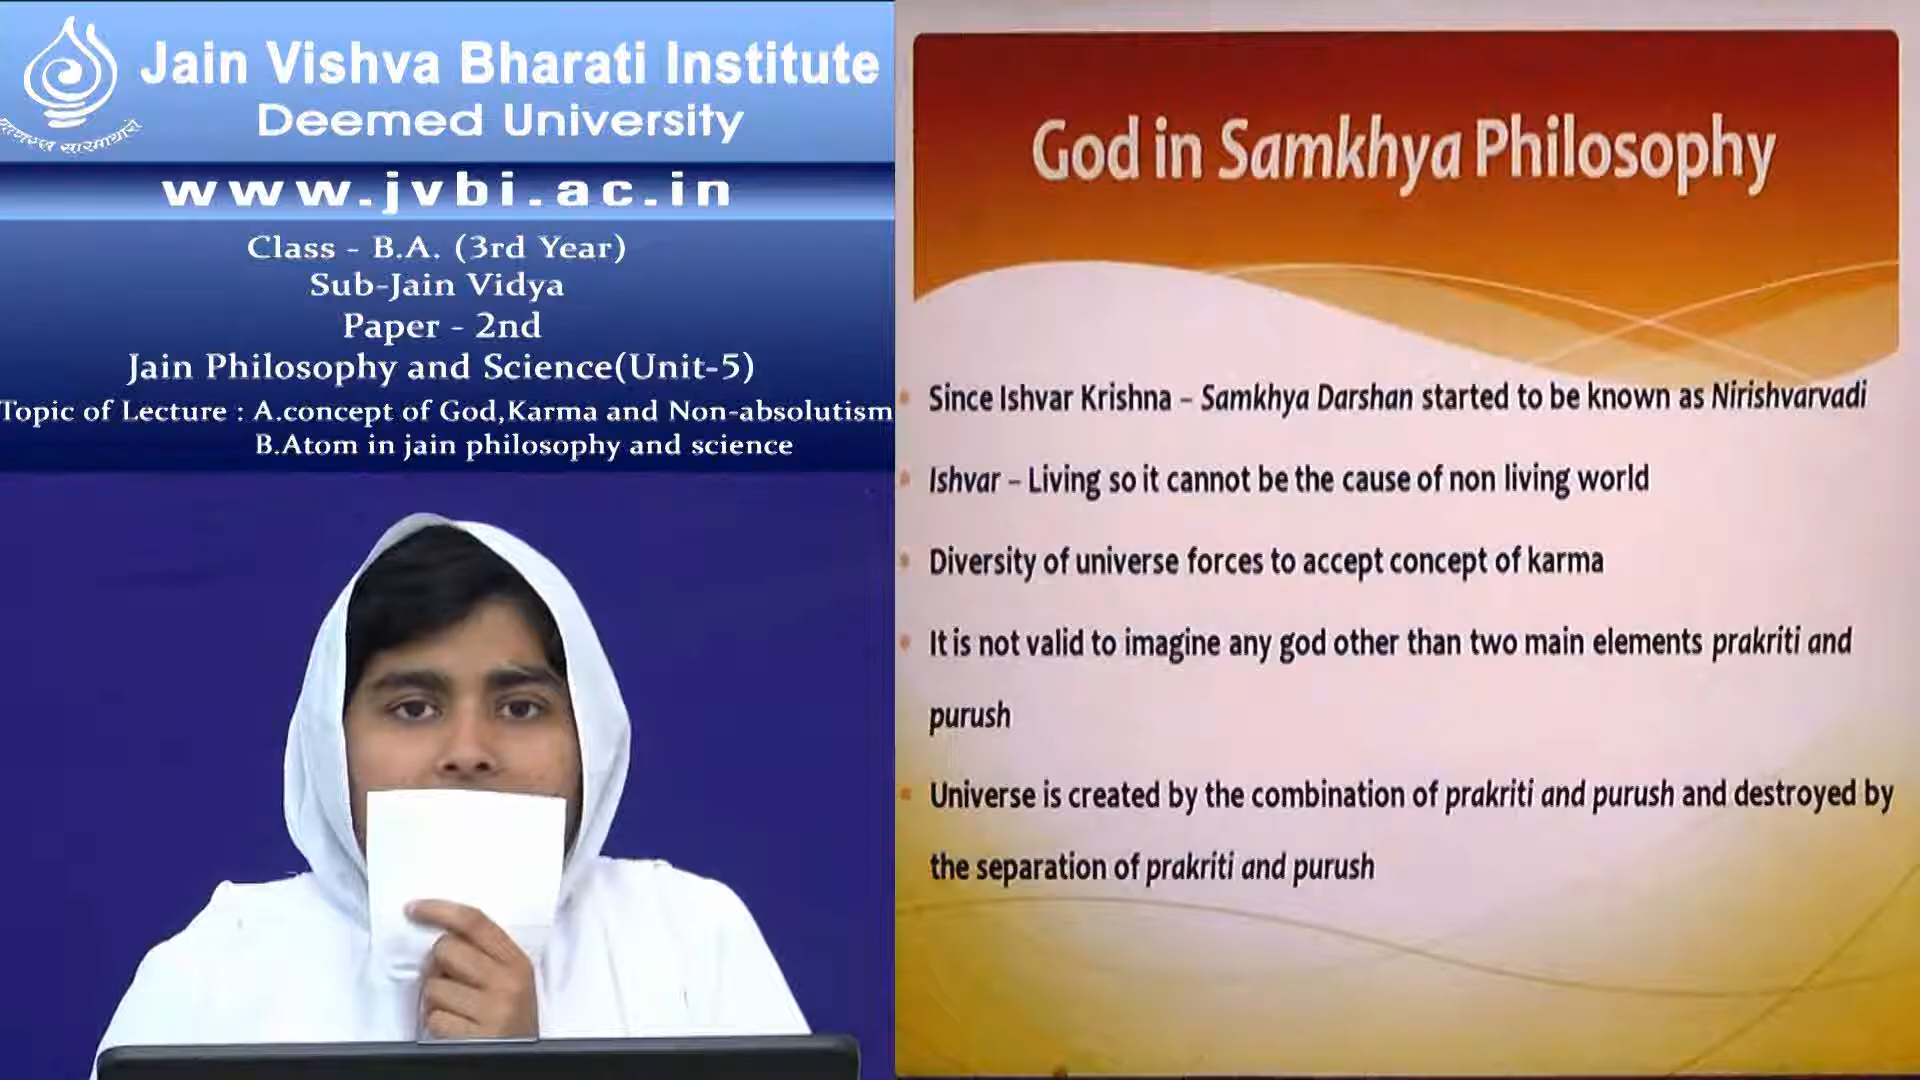 Jain Vishva Bharati Institute
Deemed University
www.jvbi.ac.in
Class - B.A. (3rd Year)
Sub-Jain Vidya
Paper - 2nd
Jain Philosophy and Science(Unit-5)
Topic of Lecture : A.concept of God,Karma and Non-absolutism
B.Atom in jain philosophy and science
God in Samkhya Philosophy
Since Ishvar Krishna – Samkhya Darshan started to be known as Nirishvarvadi
Ishvar – Living so it cannot be the cause of non living world
Diversity of universe forces to accept concept of karma
It is not valid to imagine any god other than two main elements prakriti and
purush
Universe is created by the combination of prakriti and purush and destroyed by
the separation of prakriti and purush